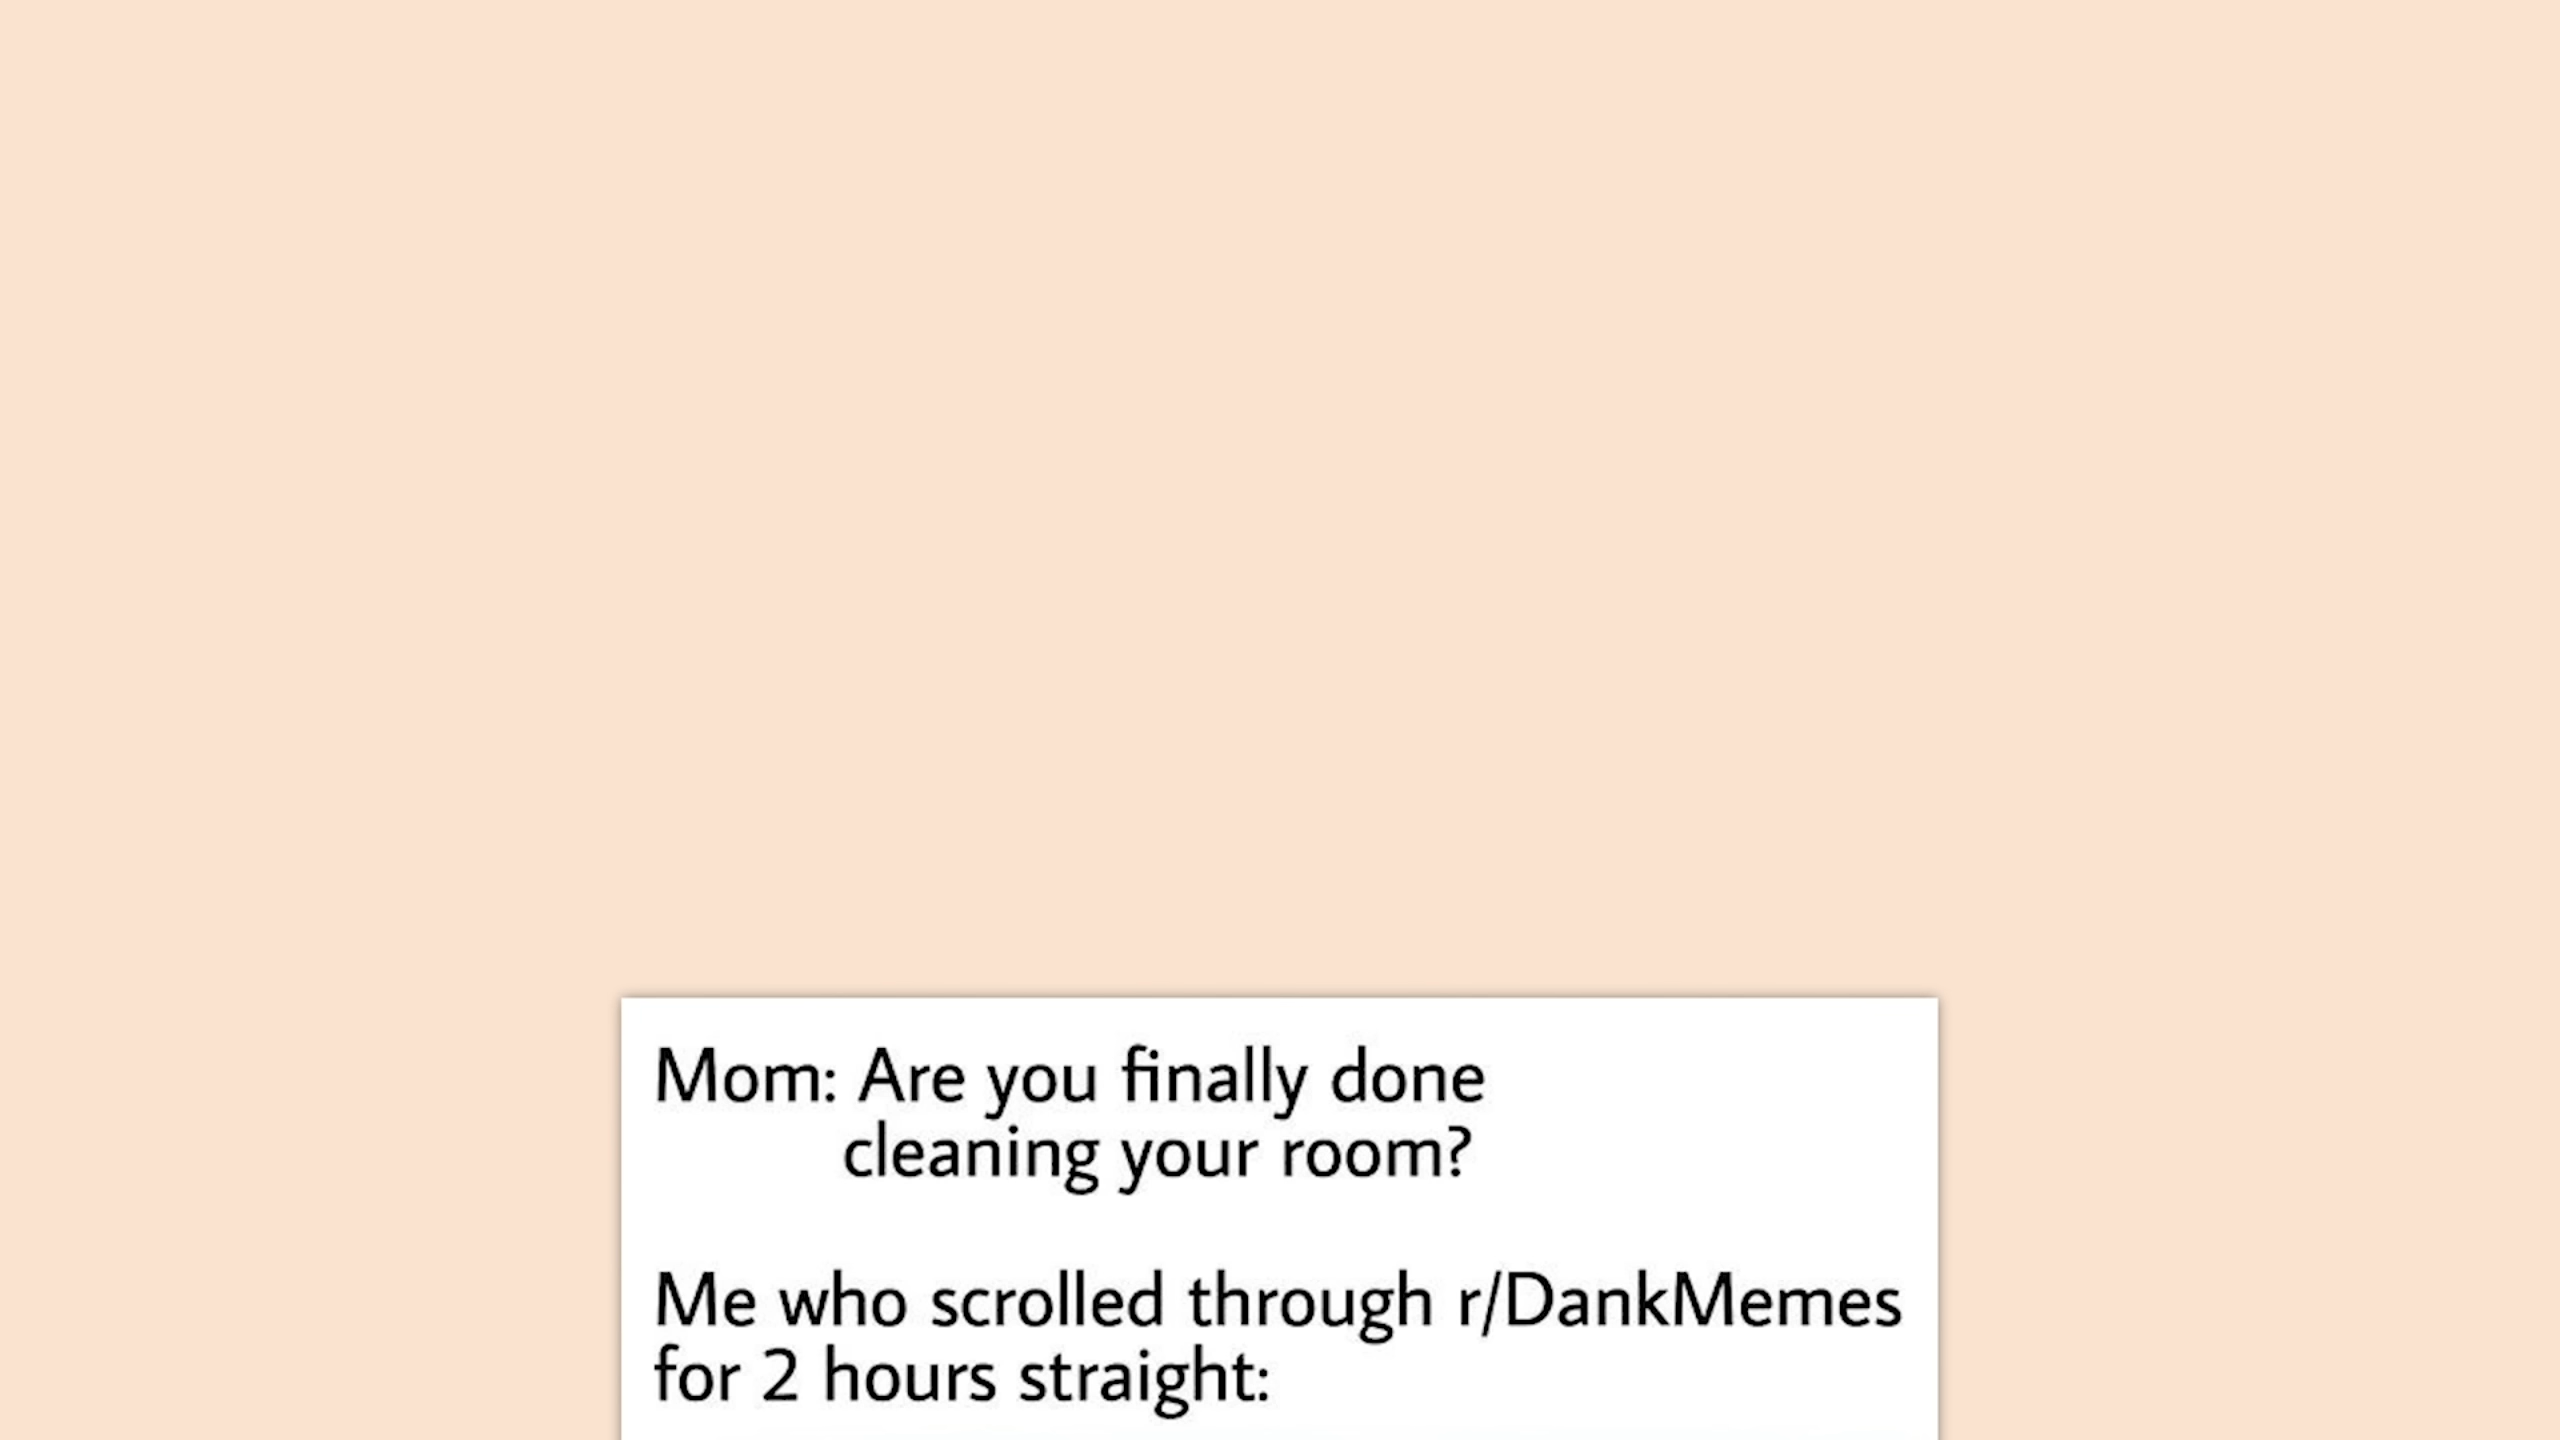 Mom: Are you finally done
cleaning your room?
Me who scrolled through r/DankMemes
for 2 hours straight: